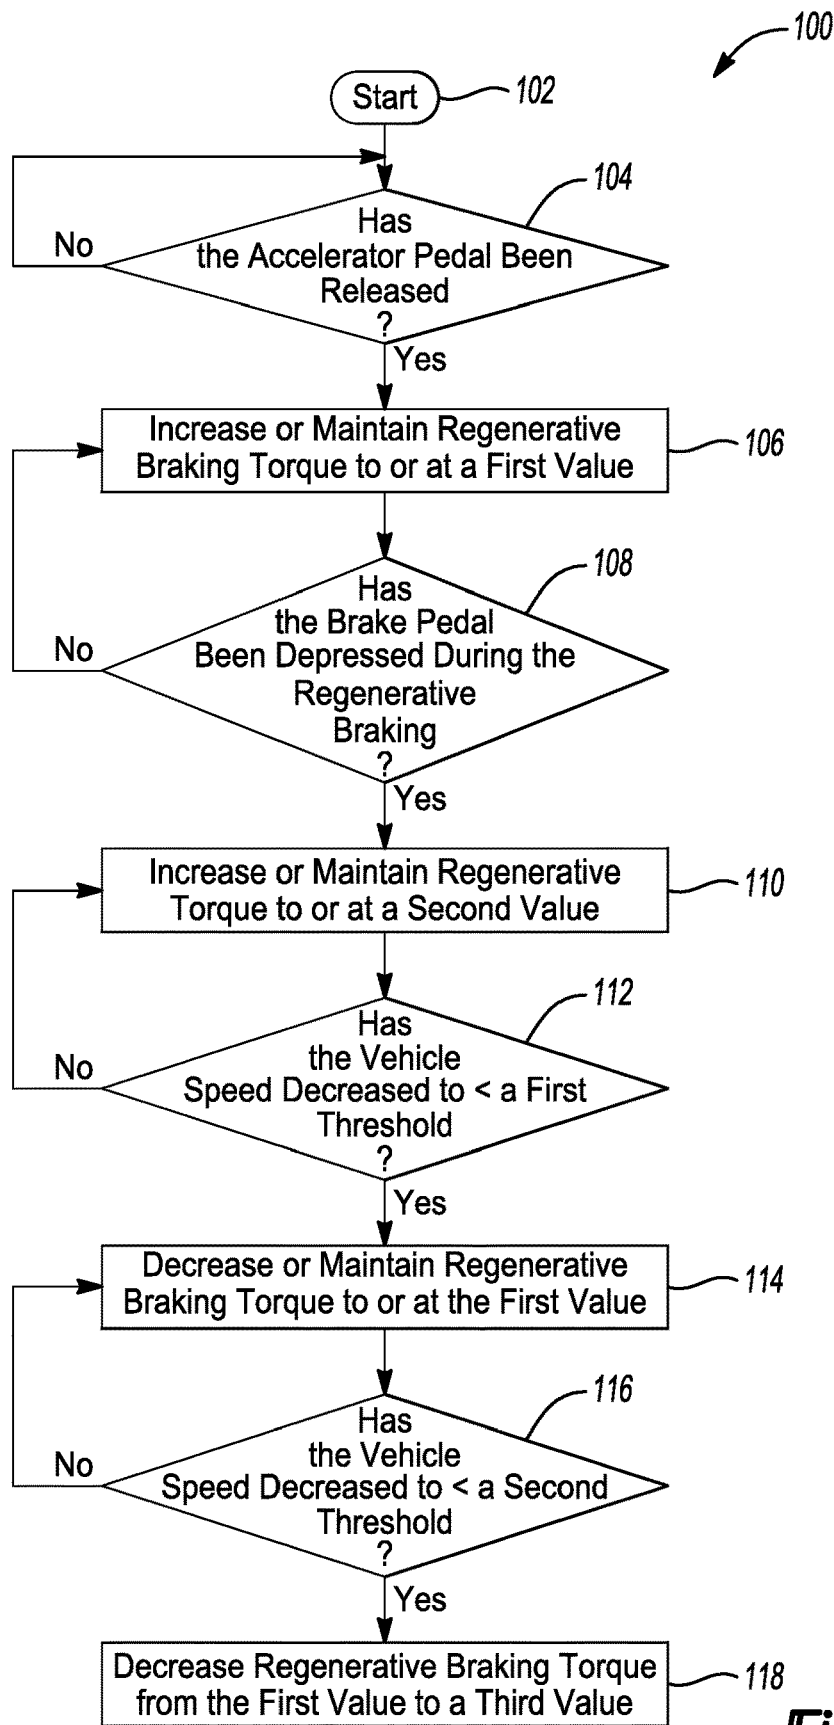 100
Start
102
104
Has
the Accelerator Pedal Been
Released
?
No
Yes
Increase or Maintain Regenerative
Braking Torque to or at a First Value
106
108
Has
the Brake Pedal
Been Depressed During the
Regenerative
Braking
?
No
Yes
Increase or Maintain Regenerative
Torque to or at a Second Value
110
112
Has
the Vehicle
Speed Decreased to < a First
Threshold
?
No
Yes
Decrease or Maintain Regenerative
Braking Torque to or at the First Value
114
116
Has
the Vehicle
Speed Decreased to < a Second
Threshold
?
No
Yes
Decrease Regenerative Braking Torque
from the First Value to a Third Value
118